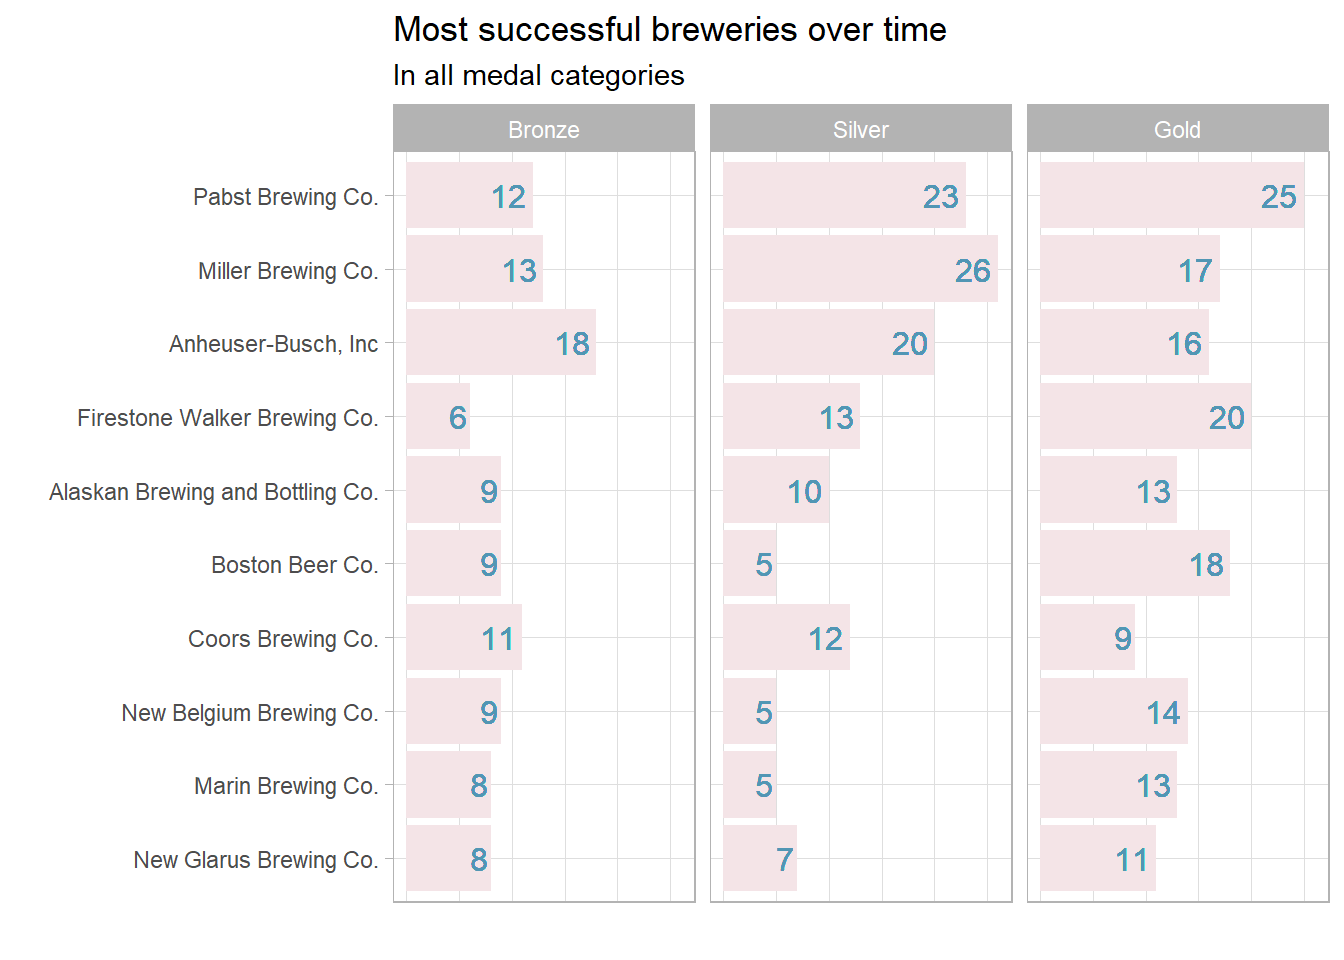 Most successful breweries over time
In all medal categories
Bronze Silver Gold
Pabst Brewing Co. 12 23 25
Miller Brewing Co. 13 26 17
Anheuser-Busch, Inc 18 20 16
Firestone Walker Brewing Co. 6 13 20
Alaskan Brewing and Bottling Co. 9 10 13
Boston Beer Co. 9 5 18
Coors Brewing Co. 11 12 9
New Belgium Brewing Co. 9 5 14
Marin Brewing Co. 8 5 13
New Glarus Brewing Co. 8 7 11